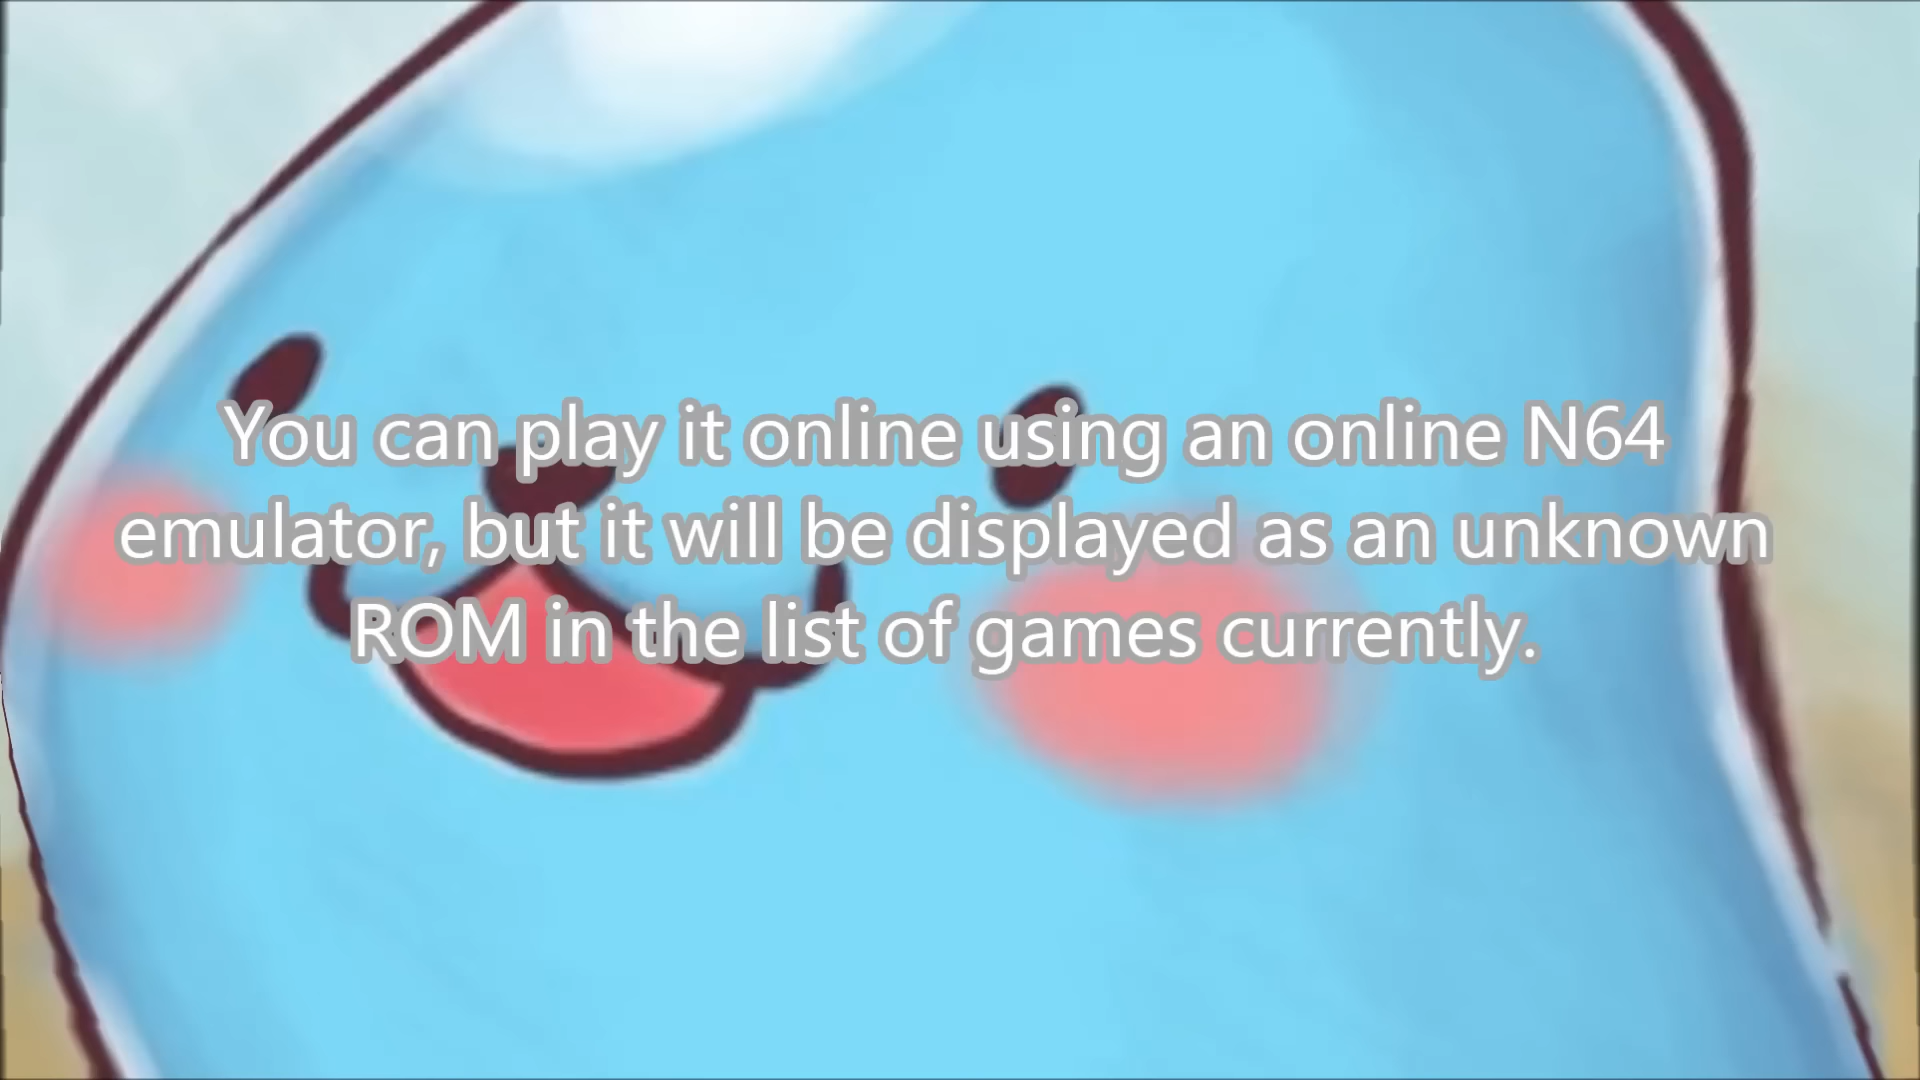 You can play it online using an online N64
emulator, but it will be displayed as an unknown
ROM in the list of games currently.